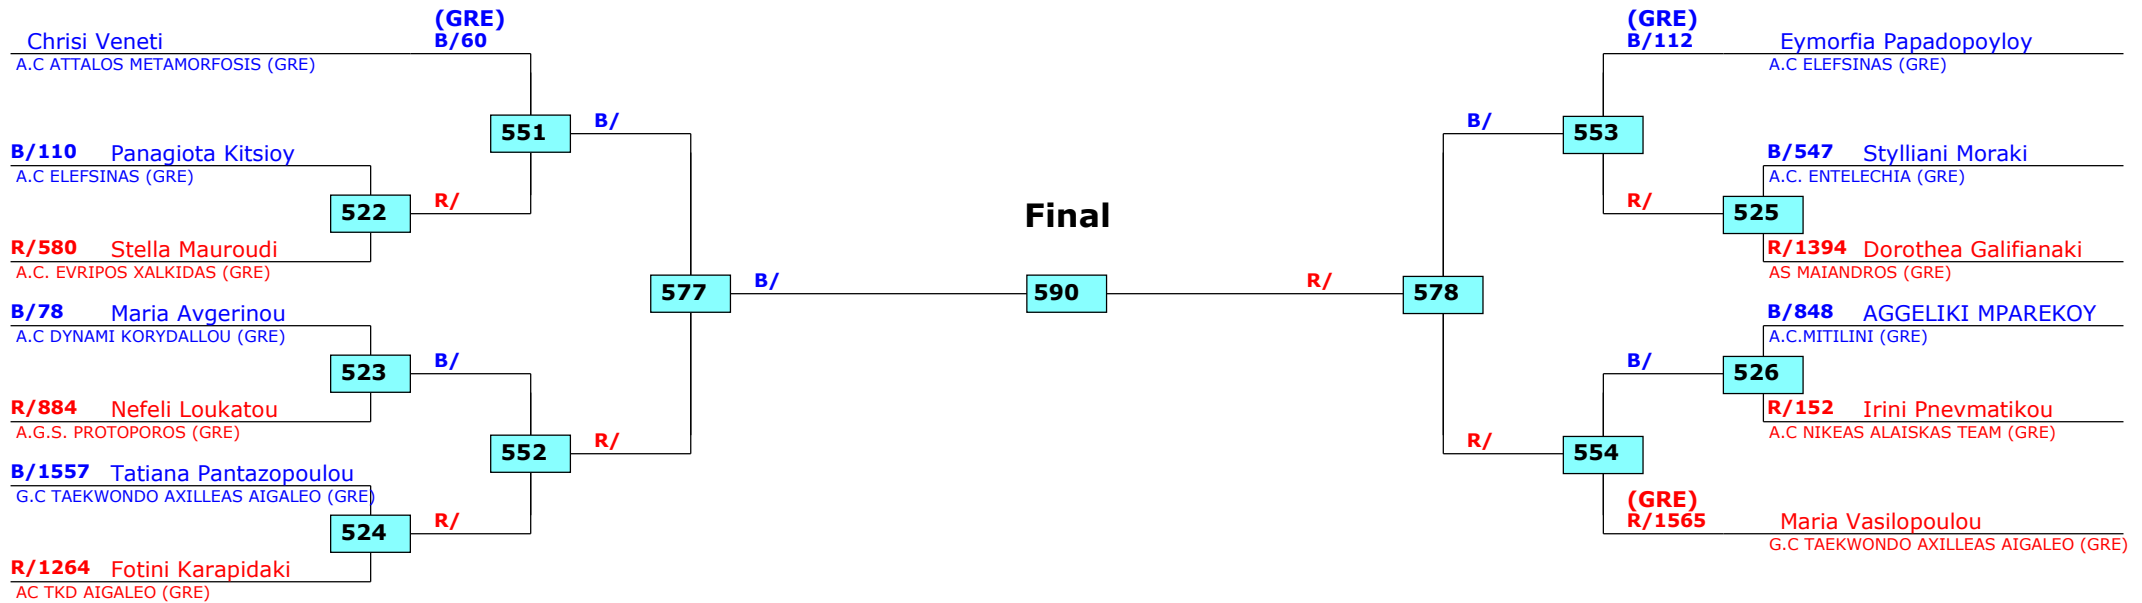 (GRE)
Chrisi Veneti B/60
A.C ATTALOS METAMORFOSIS (GRE)
551 B/
B/110 Panagiota Kitsioy
A.C ELEFSINAS (GRE)
522 R/
R/580 Stella Mauroudi
A.C. EVRIPOS XALKIDAS (GRE)
577 B/
B/78 Maria Avgerinou
A.C DYNAMI KORYDALLOU (GRE)
523 B/
R/884 Nefeli Loukatou
A.G.S. PROTOPOROS (GRE)
552 R/
B/1557 Tatiana Pantazopoulou
G.C TAEKWONDO AXILLEAS AIGALEO (GRE)
524 R/
R/1264 Fotini Karapidaki
AC TKD AIGALEO (GRE)
Final
590
(GRE)
B/112 Eymorfia Papadopoyloy
A.C ELEFSINAS (GRE)
B/ 553
B/547 Stylliani Moraki
A.C. ENTELECHIA (GRE)
R/ 525
R/1394 Dorothea Galifianaki
AS MAIANDROS (GRE)
R/ 578
B/848 AGGELIKI MPAREKOY
A.C.MITILINI (GRE)
B/ 526
R/152 Irini Pnevmatikou
A.C NIKEAS ALAISKAS TEAM (GRE)
R/ 554
(GRE)
R/1565 Maria Vasilopoulou
G.C TAEKWONDO AXILLEAS AIGALEO (GRE)